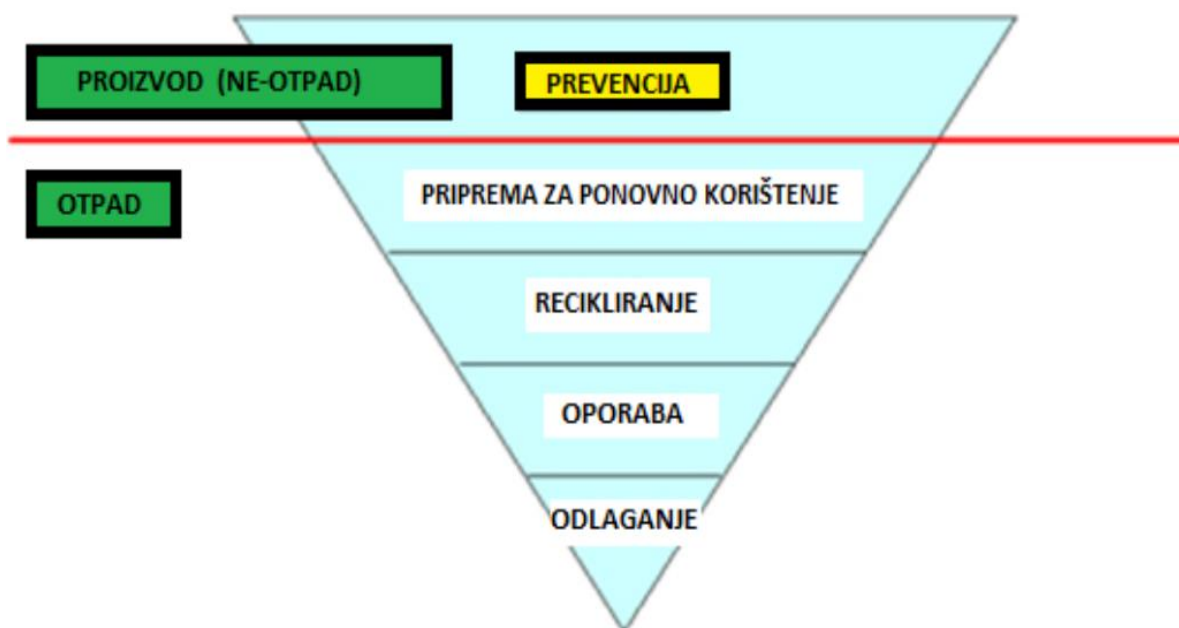 PROIZVOD (NE-OTPAD)
PREVENCIJA
OTPAD
PRIPREMA ZA PONOVNO KORIŠTENJE
RECIKLIRANJE
OPORABA
ODLAGANJE